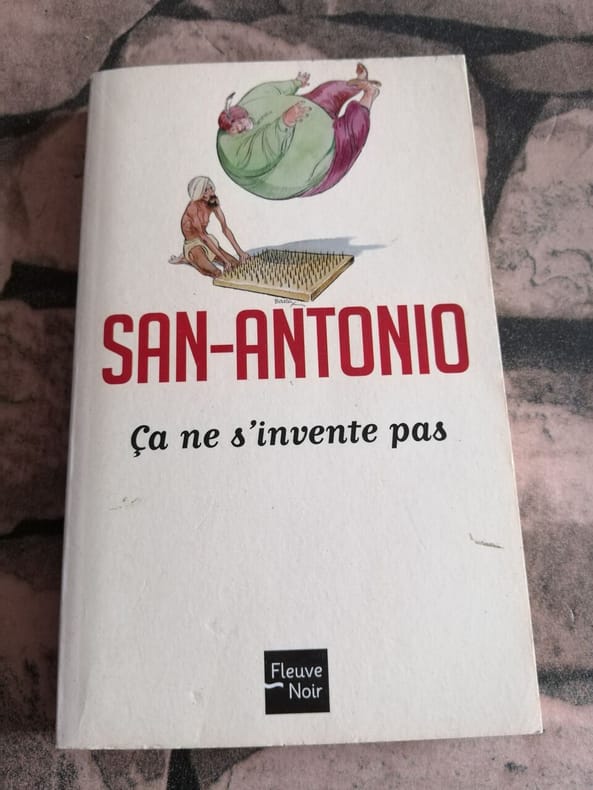 SAN-ANTONIO
Ça ne s'invente pas
Fleuve
Noir